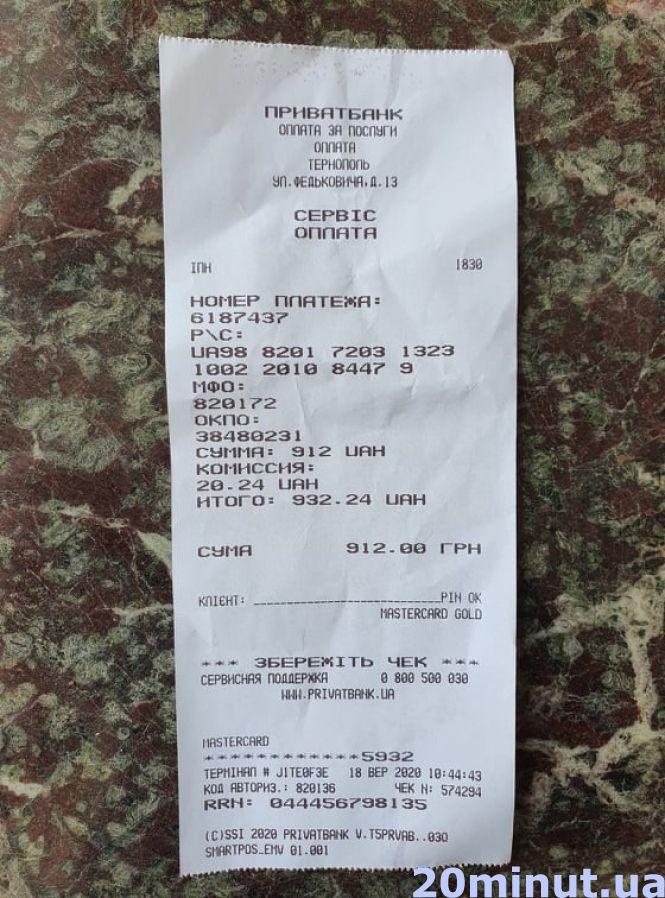 ПРИВАТБАНК
ОПЛАТА ЗА ПОСЛУГИ
ОПЛАТА
ТЕРНОПОЛЬ
УЛ.ФЕДЬКОВИЧА,Д.13
СЕРВІС
ОПЛАТА
ІПН 1830
НОМЕР ПЛАТЕЖА:
6187437
Р\С:
UA98 8201 7203 1323
1002 2010 8447 9
МФО:
820172
ОКПО:
38480231
СУММА: 912 UAH
КОМИССИЯ:
20.24 UAH
ИТОГО: 932.24 UAH
СУМА 912.00 ГРН
КЛІЄНТ: ____________________PIN OK
MASTERCARD GOLD
*** ЗБЕРЕЖІТЬ ЧЕК ***
СЕРВИСНАЯ ПОДДЕРЖКА 0 800 500 030
WWW.PRIVATBANK.UA
MASTERCARD
************5932
ТЕРМІНАЛ # J1TE0F3E 18 ВЕР 2020 10:44:43
КОД АВТОРИЗ.: 820136 ЧЕК N: 574294
RRN: 044456798135
(C)SSI 2020 PRIVATBANK V.T5PRVAB..03Q
SMARTPOS_EMV 01.001
20minut.ua